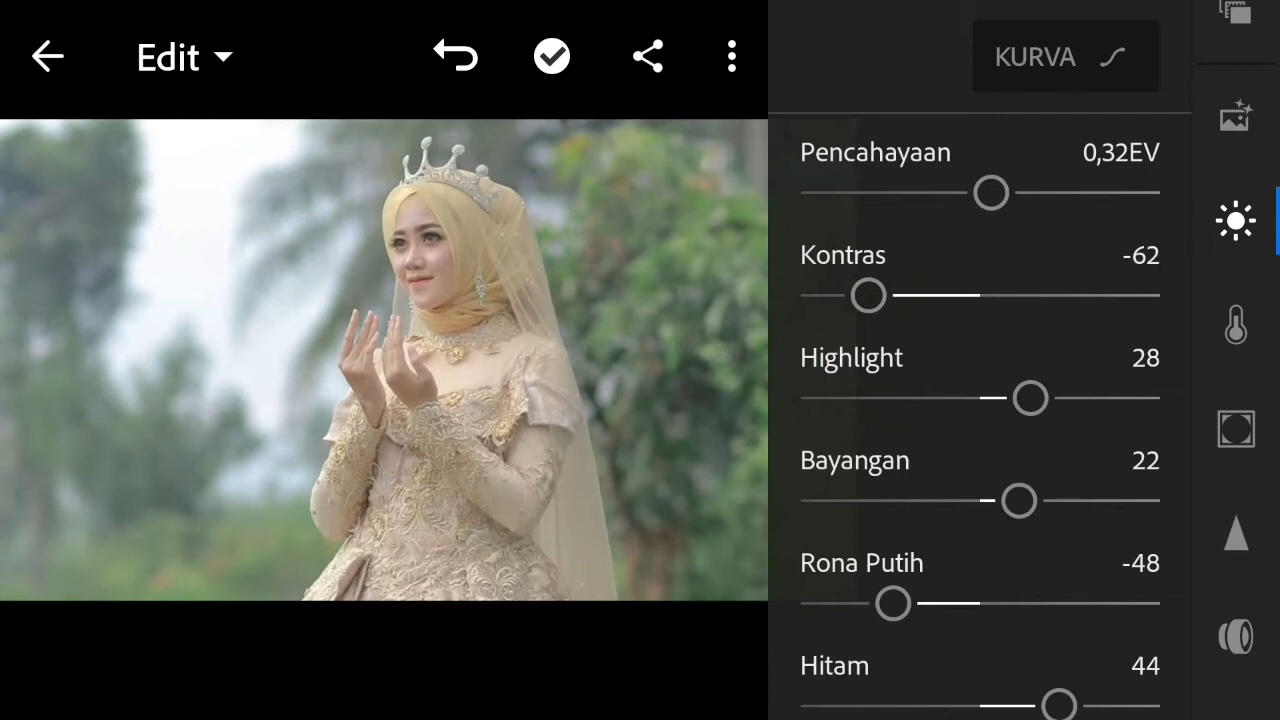 Edit
KURVA
Pencahayaan 0,32EV
Kontras -62
Highlight 28
Bayangan 22
Rona Putih -48
Hitam 44